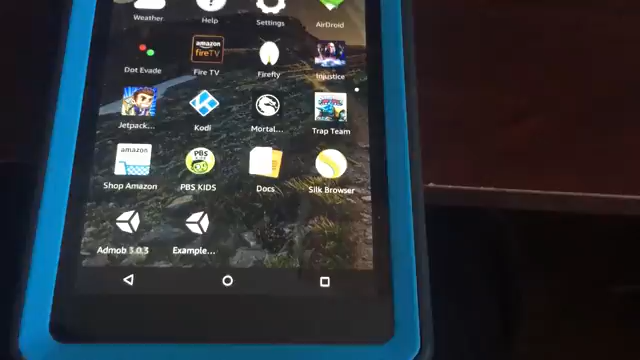 Weather
Help
Settings
AirDroid
amazon
fireTV
Dot Evade
Fire TV
Firefly
Injustice
Jetpack...
Kodi
Mortal...
Trap Team
amazon
PBS
KIDS
Shop Amazon
PBS KIDS
Docs
Silk Browser
Admob 3.0.3
Example...